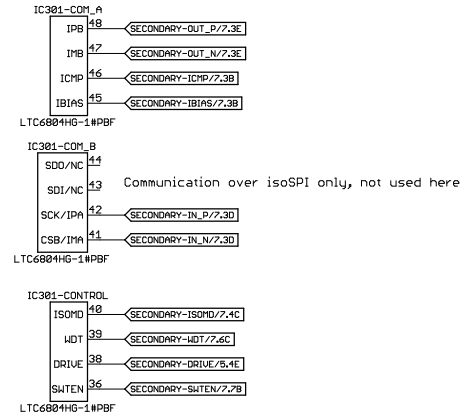 IC301-COM_A
IPB 48 SECONDARY-OUT_P/7.3E
IMB 47 SECONDARY-OUT_N/7.3E
ICMP 46 SECONDARY-ICMP/7.3B
IBIAS 45 SECONDARY-IBIAS/7.3B
LTC6804HG-1#PBF
IC301-COM_B
SDO/NC 44
SDI/NC 43
Communication over isoSPI only, not used here
SCK/IPA 42 SECONDARY-IN_P/7.3D
CSB/IMA 41 SECONDARY-IN_N/7.3D
LTC6804HG-1#PBF
IC301-CONTROL
ISOMD 40 SECONDARY-ISOMD/7.4C
WDT 39 SECONDARY-WDT/7.6C
DRIVE 38 SECONDARY-DRIVE/5.4E
SWTEN 36 SECONDARY-SWTEN/7.7B
LTC6804HG-1#PBF